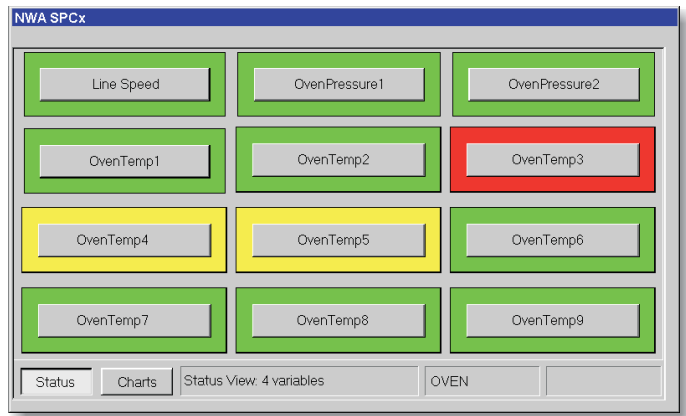 NWA SPCx
Line Speed OvenPressure1 OvenPressure2
OvenTemp1 OvenTemp2 OvenTemp3
OvenTemp4 OvenTemp5 OvenTemp6
OvenTemp7 OvenTemp8 OvenTemp9
Status Charts Status View: 4 variables OVEN